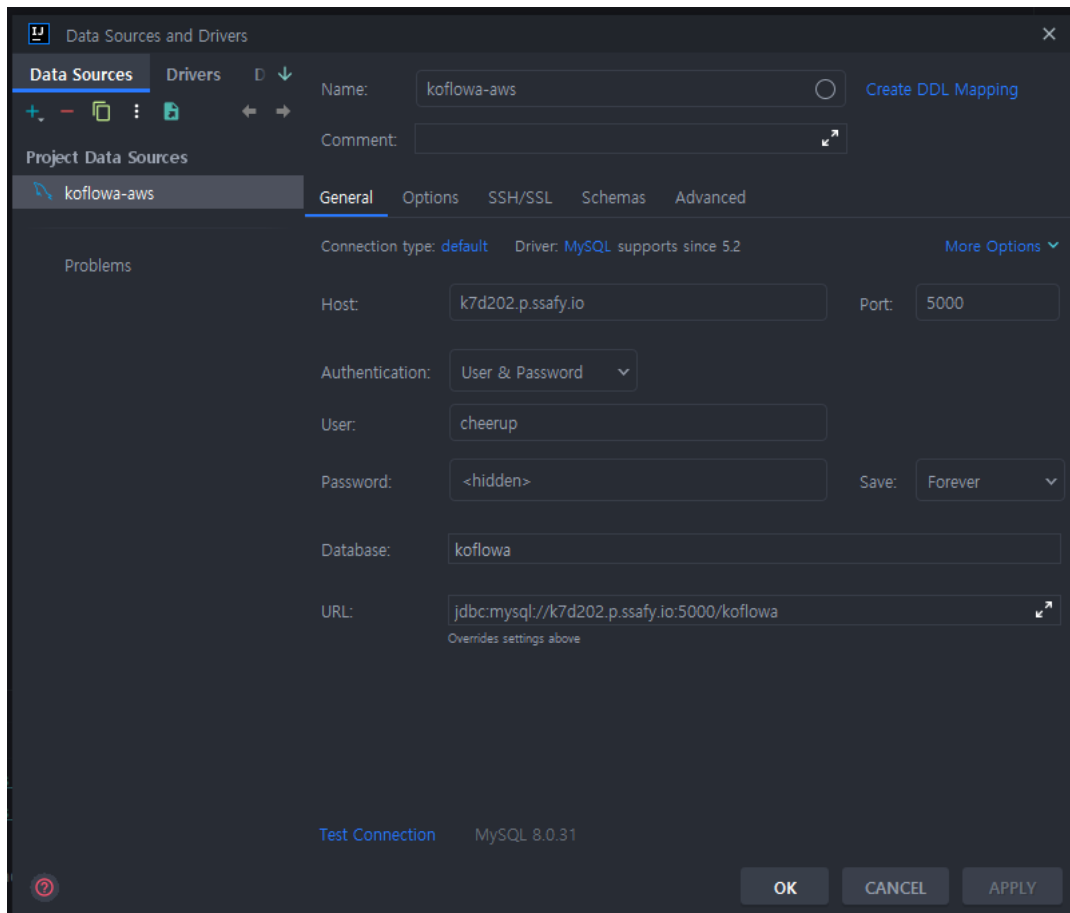 IJ Data Sources and Drivers
Data Sources Drivers D
Name: koflowa-aws Create DDL Mapping
Comment:
Project Data Sources
koflowa-aws
Problems
General Options SSH/SSL Schemas Advanced
Connection type: default Driver: MySQL supports since 5.2 More Options
Host: k7d202.p.ssafy.io Port: 5000
Authentication: User & Password
User: cheerup
Password: <hidden> Save: Forever
Database: koflowa
URL: jdbc:mysql://k7d202.p.ssafy.io:5000/koflowa
Overrides settings above
Test Connection MySQL 8.0.31
? OK CANCEL APPLY